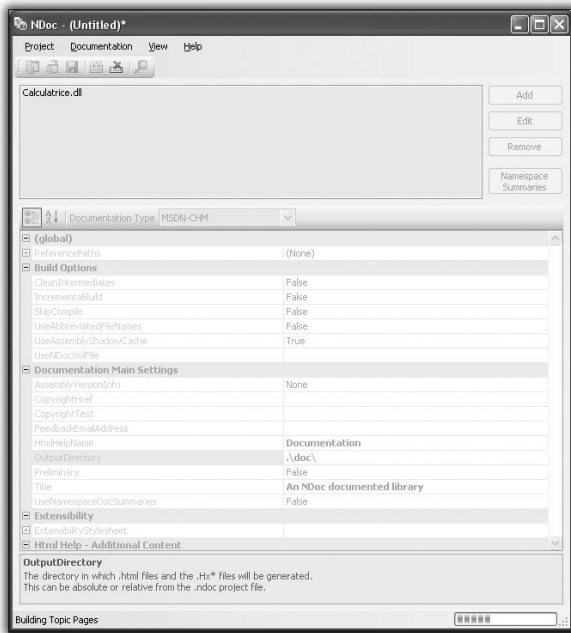 NDoc - (Untitled)*
Project Documentation View Help
Calculatrice.dll
Add
Edit
Remove
Namespace
Summaries
Documentation Type MSDN-CHM
(global)
ReferencePaths (None)
Build Options
CleanIntermediates False
IncrementalBuild False
SkipCompile False
UseAbbreviatedFileNames False
UseAssemblyShadowCache True
UseNDocXmlFile
Documentation Main Settings
AssemblyVersionInfo None
CopyrightHref
CopyrightText
FeedbackEmailAddress
HtmlHelpName Documentation
OutputDirectory .\doc\
Preliminary False
Title An NDoc documented library
UseNamespaceDocSummaries False
Extensibility
ExtensibilityStylesheet
Html Help - Additional Content
OutputDirectory
The directory in which .html files and the .Hx* files will be generated.
This can be absolute or relative from the .ndoc project file.
Building Topic Pages